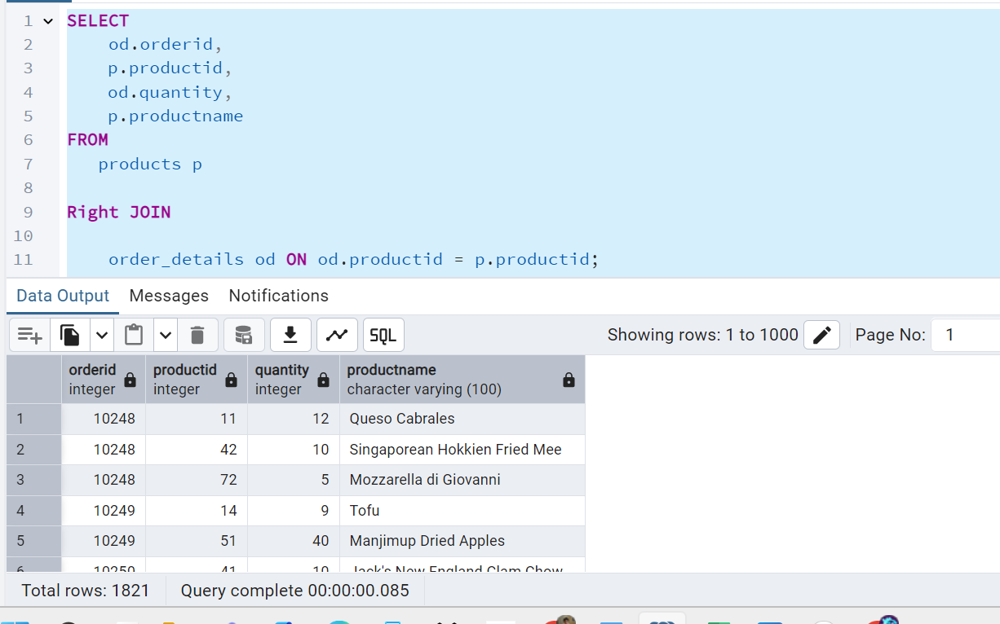 1 SELECT
2 od.orderid,
3 p.productid,
4 od.quantity,
5 p.productname
6 FROM
7 products p
8
9 Right JOIN
10
11 order_details od ON od.productid = p.productid;
Data Output Messages Notifications
SQL Showing rows: 1 to 1000 Page No: 1
orderid productid quantity productname
integer integer integer character varying (100)
1 10248 11 12 Queso Cabrales
2 10248 42 10 Singaporean Hokkien Fried Mee
3 10248 72 5 Mozzarella di Giovanni
4 10249 14 9 Tofu
5 10249 51 40 Manjimup Dried Apples
6 10250 41 10 Jack's New England Clam Chow
Total rows: 1821 Query complete 00:00:00.085